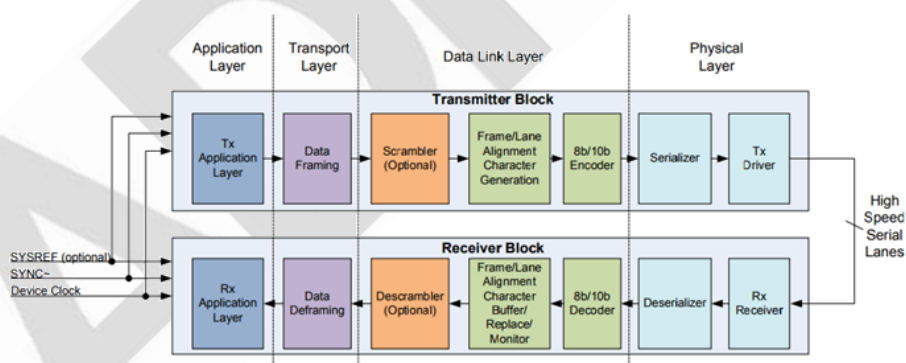 Application
Layer
Transport
Layer
Data Link Layer
Physical
Layer
Transmitter Block
Tx
Application
Layer
Data
Framing
Scrambler
(Optional)
Frame/Lane
Alignment
Character
Generation
8b/10b
Encoder
Serializer
Tx
Driver
High
Speed
Serial
Lanes
SYSREF (optional)
SYNC~
Device Clock
Receiver Block
Rx
Application
Layer
Data
Deframing
Descrambler
(Optional)
Frame/Lane
Alignment
Character
Buffer/
Replace/
Monitor
8b/10b
Decoder
Deserializer
Rx
Receiver